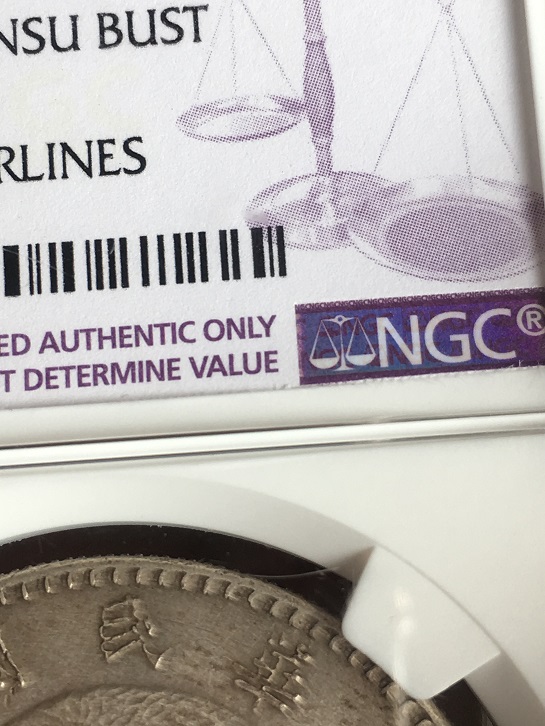 NSU BUST
RLINES
ED AUTHENTIC ONLY
T DETERMINE VALUE
NGC®